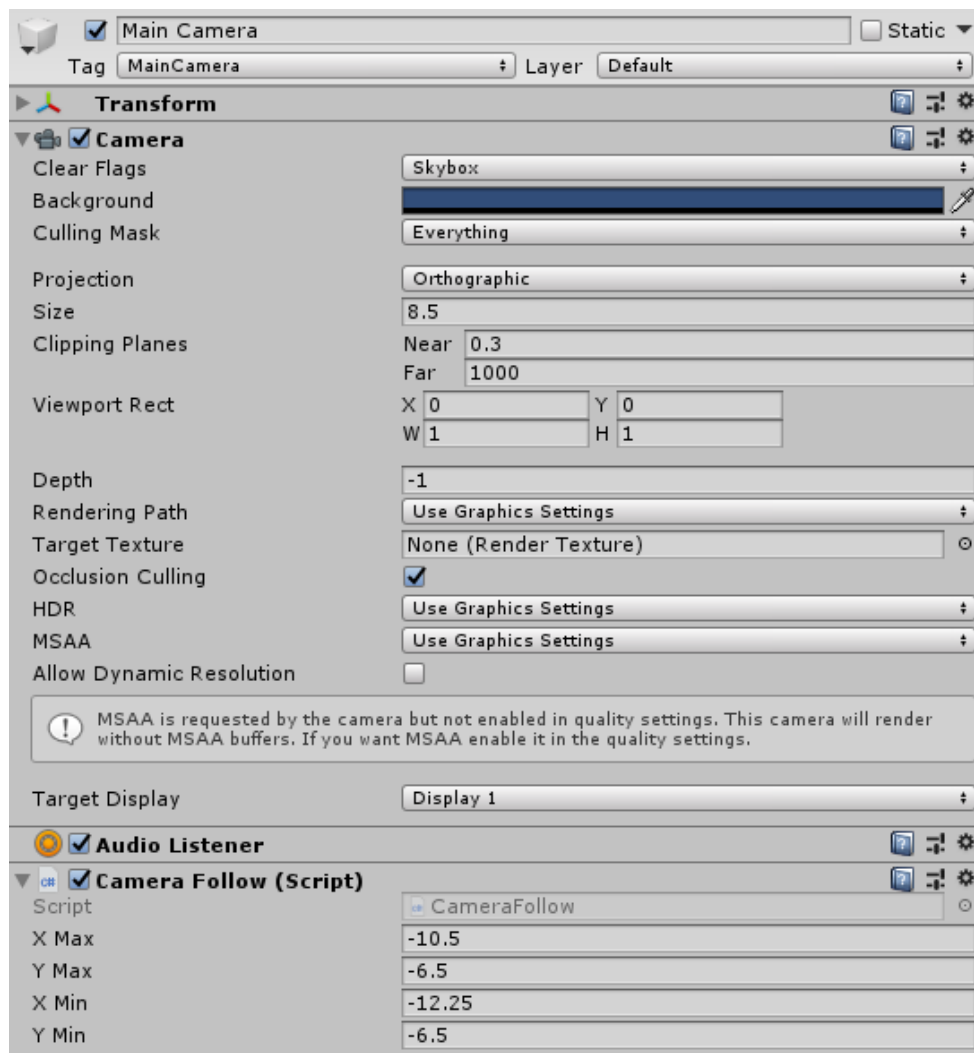 Main Camera Static
Tag MainCamera Layer Default
Transform
Camera
Clear Flags Skybox
Background
Culling Mask Everything
Projection Orthographic
Size 8.5
Clipping Planes Near 0.3
Far 1000
Viewport Rect X 0 Y 0
W 1 H 1
Depth -1
Rendering Path Use Graphics Settings
Target Texture None (Render Texture)
Occlusion Culling
HDR Use Graphics Settings
MSAA Use Graphics Settings
Allow Dynamic Resolution
MSAA is requested by the camera but not enabled in quality settings. This camera will render
without MSAA buffers. If you want MSAA enable it in the quality settings.
Target Display Display 1
Audio Listener
Camera Follow (Script)
Script CameraFollow
X Max -10.5
Y Max -6.5
X Min -12.25
Y Min -6.5